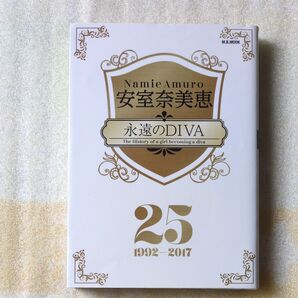 M.B.MOOK
Namie Amuro
安室奈美恵
永遠のDIVA
The History of a girl becoming a diva
25
1992-2017